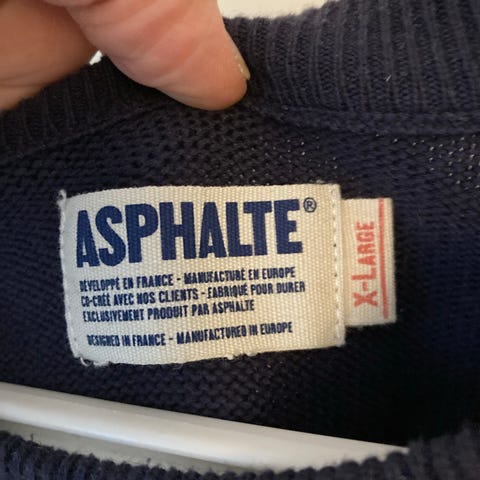 ASPHALTE®
DÉVELOPPÉ EN FRANCE - MANUFACTURÉ EN EUROPE
CO-CRÉÉ AVEC NOS CLIENTS - FABRIQUÉ POUR DURER
EXCLUSIVEMENT PRODUIT PAR ASPHALTE
DESIGNED IN FRANCE - MANUFACTURED IN EUROPE
X-LARGE